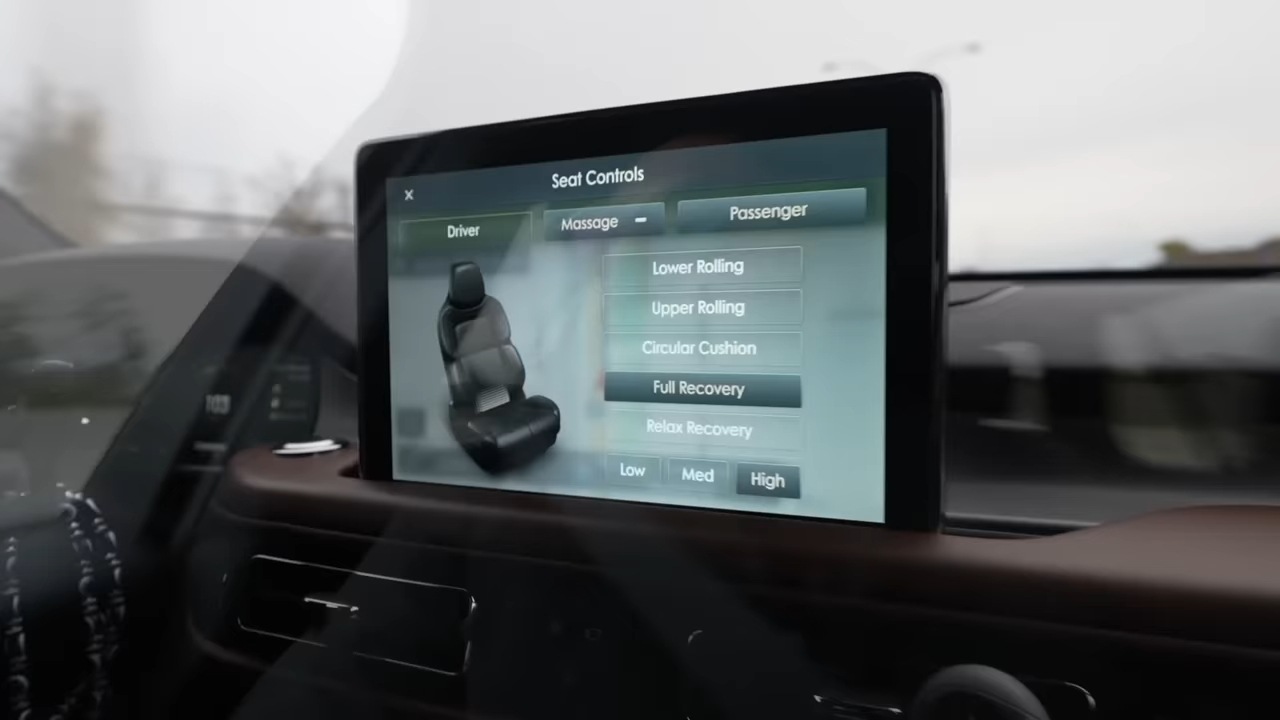 Seat Controls
×
Driver
Massage
Passenger
Lower Rolling
Upper Rolling
Circular Cushion
Full Recovery
Relax Recovery
Low Med High